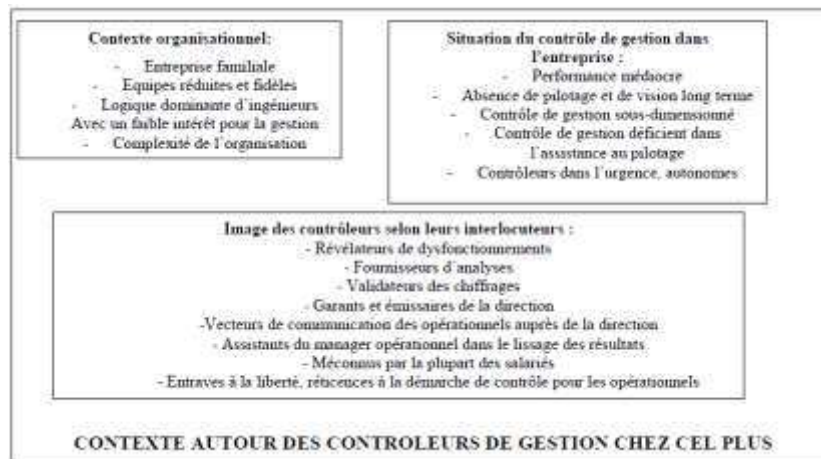 Contexte organisationnel:
- Entreprise familiale
- Equipes réduites et fidèles
- Logique dominante d'ingénieurs
Avec un faible intérêt pour la gestion
- Complexité de l'organisation
Situation du contrôle de gestion dans
l'entreprise :
- Performance médiocre
- Absence de pilotage et de vision long terme
- Contrôle de gestion sous-dimensionné
- Contrôle de gestion déficient dans
l'assistance au pilotage
- Contrôleurs dans l'urgence, autonomes
Image des contrôleurs selon leurs interlocuteurs :
- Révélateurs de dysfonctionnements
- Fournisseurs d'analyses
- Validateurs des chiffrages
- Garants et émissaires de la direction
-Vecteurs de communication des opérationnels auprès de la direction
- Assistants du manager opérationnel dans le lissage des résultats
- Méconnus par la plupart des salariés
- Entraves à la liberté, réticences à la démarche de contrôle pour les opérationnels
CONTEXTE AUTOUR DES CONTROLEURS DE GESTION CHEZ CEL PLUS